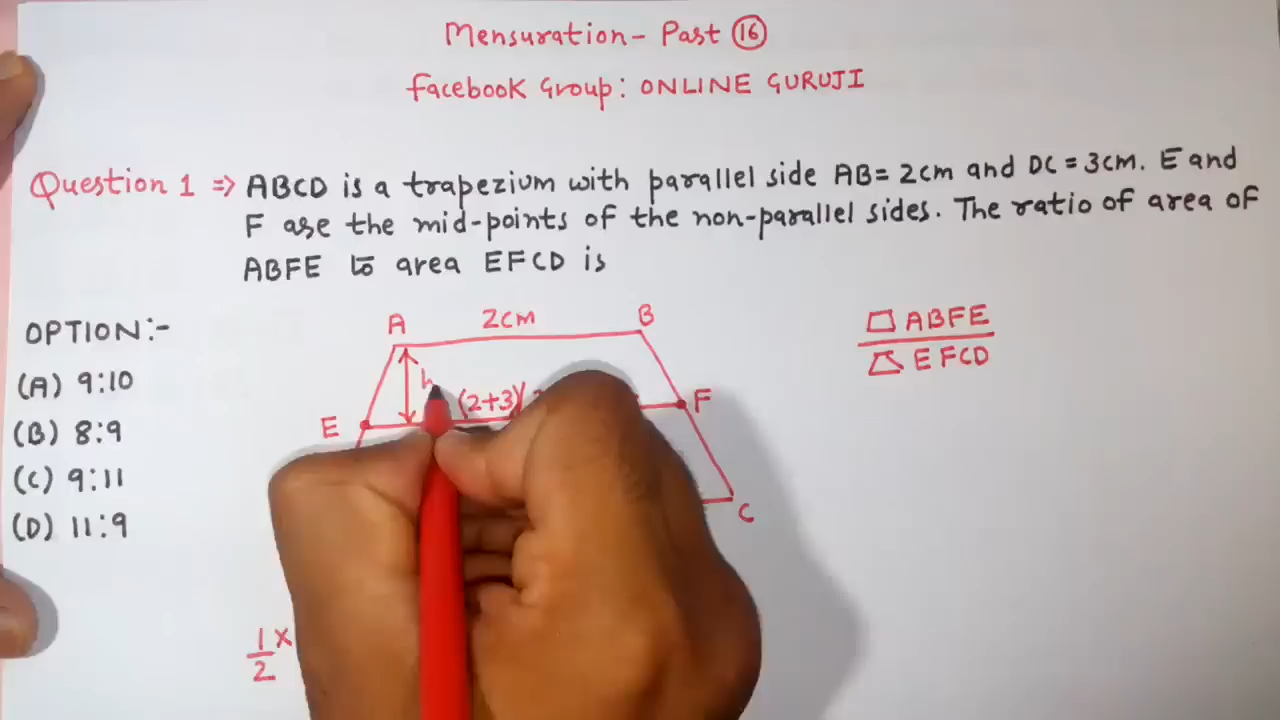 Mensuration - Part 16
facebook Group: ONLINE GURUJI
Question 1 ⇒ ABCD is a trapezium with parallel side AB = 2cm and DC = 3cm. E and
F are the mid-points of the non-parallel sides. The ratio of area of
ABFE to area EFCD is
OPTION:-
(A) 9:10
(B) 8:9
(C) 9:11
(D) 11:9
A 2cm B
h
(2+3)
E F
C
□ ABFE
EFCD
1/2 ×